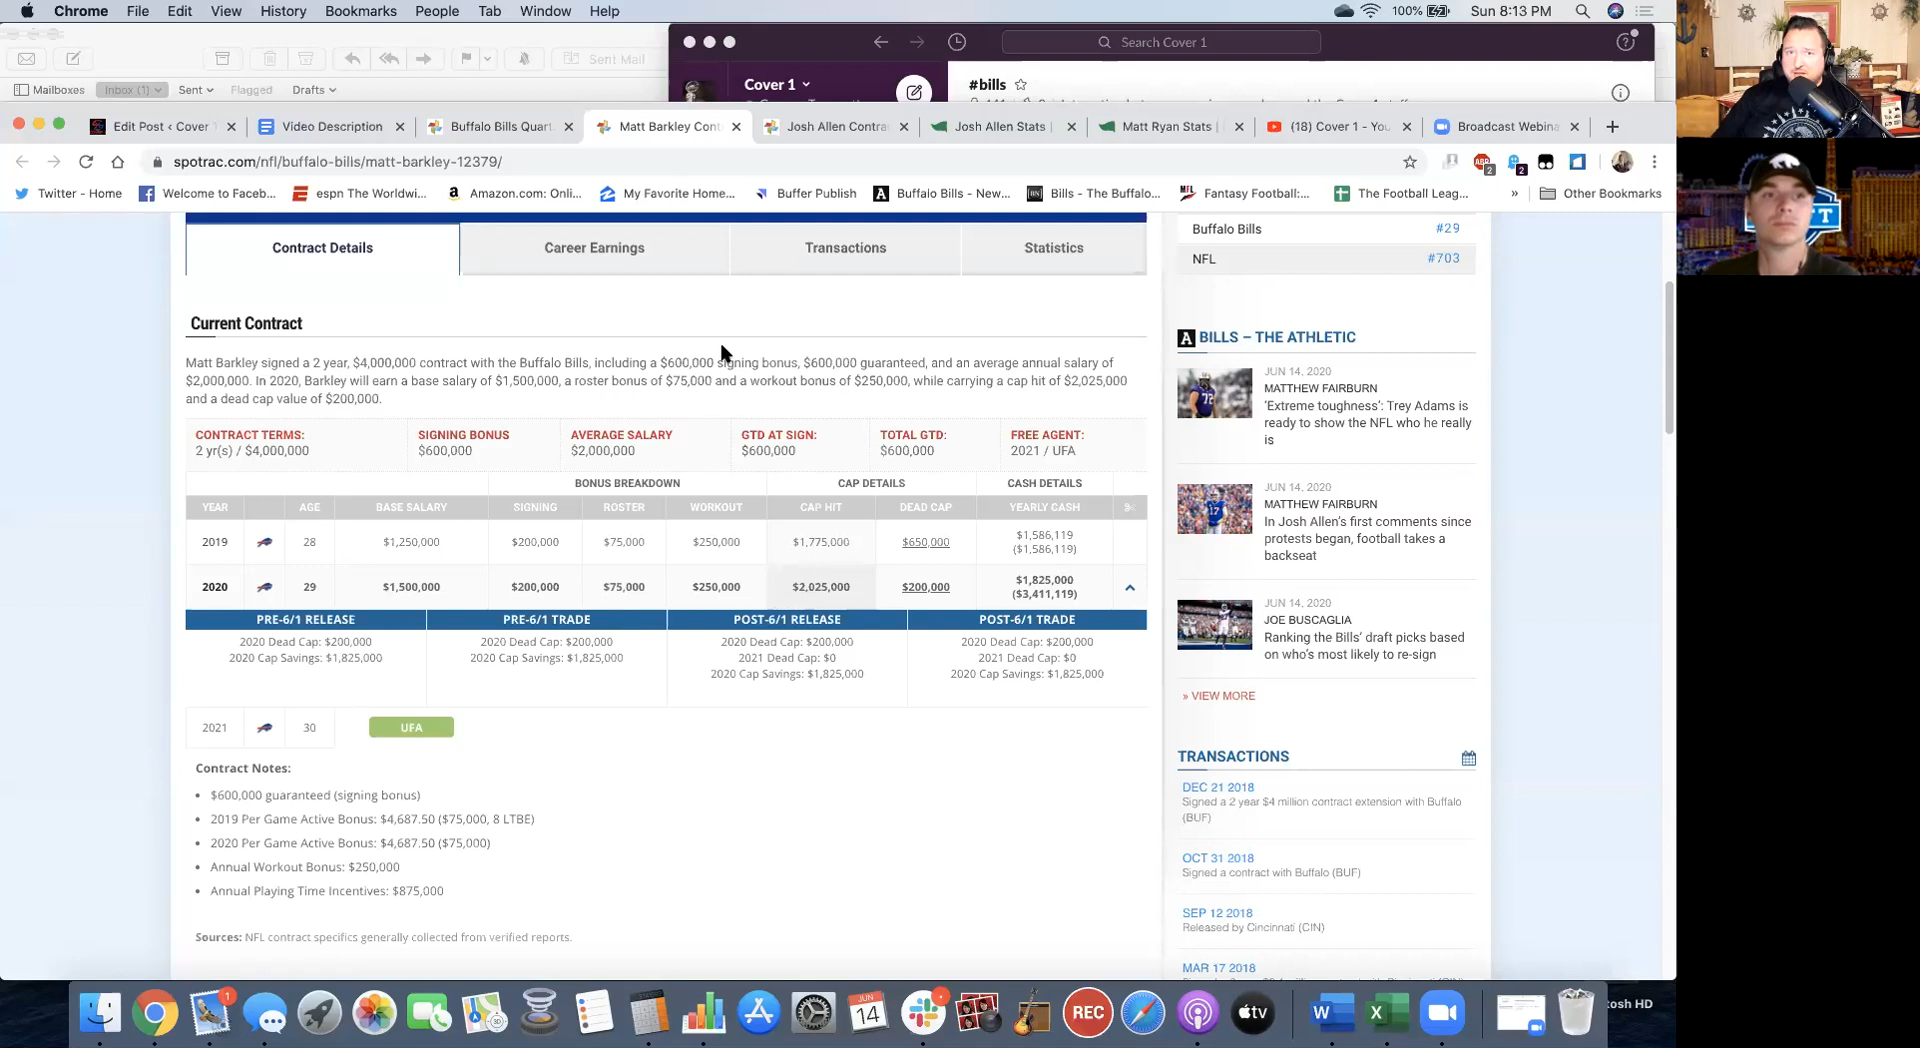 Chrome File Edit View History Bookmarks People Tab Window Help
100% Sun 8:13 PM
Sent Mail
Search Cover 1
Mailboxes Inbox (1) Sent Flagged Drafts
Cover 1
#bills
Edit Post ‹ Cover
Video Description
Buffalo Bills Quart
Matt Barkley Cont
Josh Allen Contra
Josh Allen Stats |
Matt Ryan Stats |
(18) Cover 1 - You
Broadcast Webina
spotrac.com/nfl/buffalo-bills/matt-barkley-12379/
Twitter - Home
Welcome to Faceb...
espn The Worldwi...
Amazon.com: Onli...
My Favorite Home...
Buffer Publish
Buffalo Bills - New...
Bills - The Buffalo...
Fantasy Football:...
The Football Leag...
»
Other Bookmarks
Contract Details Career Earnings Transactions Statistics
Current Contract
Matt Barkley signed a 2 year, $4,000,000 contract with the Buffalo Bills, including a $600,000 signing bonus, $600,000 guaranteed, and an average annual salary of
$2,000,000. In 2020, Barkley will earn a base salary of $1,500,000, a roster bonus of $75,000 and a workout bonus of $250,000, while carrying a cap hit of $2,025,000
and a dead cap value of $200,000.
CONTRACT TERMS: SIGNING BONUS AVERAGE SALARY GTD AT SIGN: TOTAL GTD: FREE AGENT:
2 yr(s) / $4,000,000 $600,000 $2,000,000 $600,000 $600,000 2021 / UFA
BONUS BREAKDOWN CAP DETAILS CASH DETAILS
YEAR AGE BASE SALARY SIGNING ROSTER WORKOUT CAP HIT DEAD CAP YEARLY CASH
2019 28 $1,250,000 $200,000 $75,000 $250,000 $1,775,000 $650,000 $1,586,119
($1,586,119)
2020 29 $1,500,000 $200,000 $75,000 $250,000 $2,025,000 $200,000 $1,825,000
($3,411,119)
PRE-6/1 RELEASE PRE-6/1 TRADE POST-6/1 RELEASE POST-6/1 TRADE
2020 Dead Cap: $200,000 2020 Dead Cap: $200,000 2020 Dead Cap: $200,000 2020 Dead Cap: $200,000
2020 Cap Savings: $1,825,000 2020 Cap Savings: $1,825,000 2021 Dead Cap: $0 2021 Dead Cap: $0
2020 Cap Savings: $1,825,000 2020 Cap Savings: $1,825,000
2021 30 UFA
Contract Notes:
• $600,000 guaranteed (signing bonus)
• 2019 Per Game Active Bonus: $4,687.50 ($75,000, 8 LTBE)
• 2020 Per Game Active Bonus: $4,687.50 ($75,000)
• Annual Workout Bonus: $250,000
• Annual Playing Time Incentives: $875,000
Sources: NFL contract specifics generally collected from verified reports.
Buffalo Bills #29
NFL #703
BILLS – THE ATHLETIC
JUN 14, 2020
MATTHEW FAIRBURN
‘Extreme toughness’: Trey Adams is
ready to show the NFL who he really
is
JUN 14, 2020
MATTHEW FAIRBURN
In Josh Allen’s first comments since
protests began, football takes a
backseat
JUN 14, 2020
JOE BUSCAGLIA
Ranking the Bills’ draft picks based
on who’s most likely to re-sign
» VIEW MORE
TRANSACTIONS
DEC 21 2018
Signed a 2 year $4 million contract extension with Buffalo
(BUF)
OCT 31 2018
Signed a contract with Buffalo (BUF)
SEP 12 2018
Released by Cincinnati (CIN)
MAR 17 2018
JUN
14
REC
tv
tosh HD